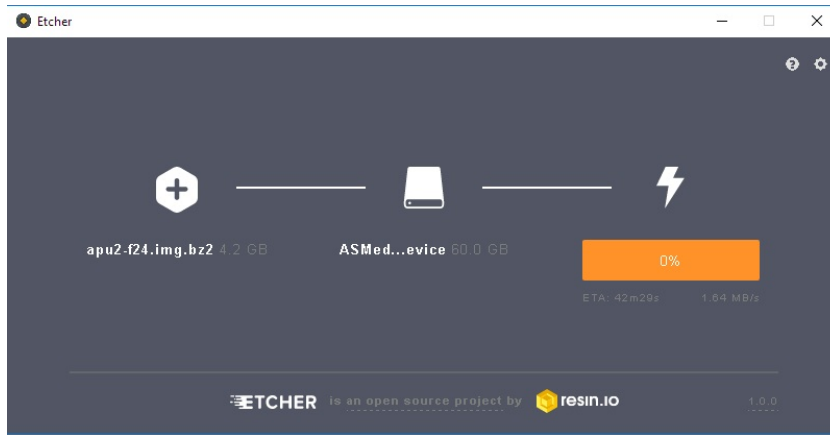 Etcher
apu2-f24.img.bz2 4.2 GB
ASMed...evice 60.0 GB
0%
ETA: 42m29s 1.64 MB/s
ETCHER is an open source project by resin.io 1.0.0